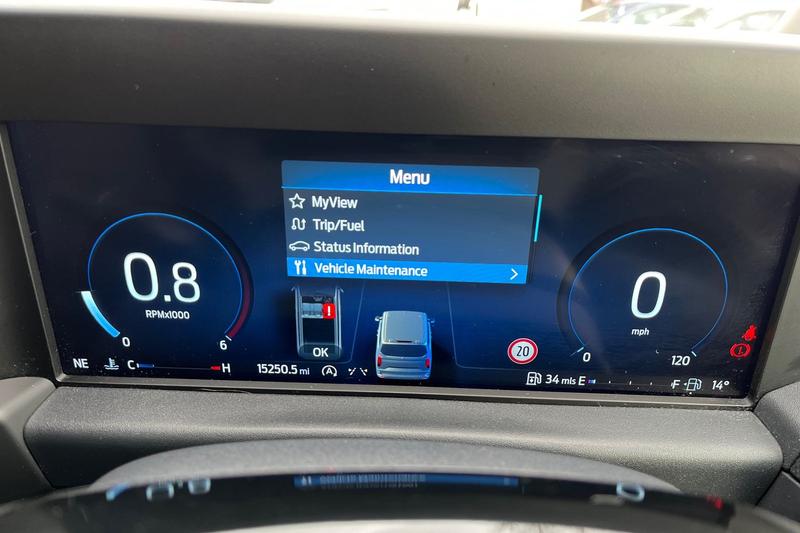 Menu
MyView
Trip/Fuel
Status Information
Vehicle Maintenance
0.8
RPMx1000
0 6
0
mph
0 120
!
OK
20
NE C H
15250.5 mi A
34 mls E F 14°